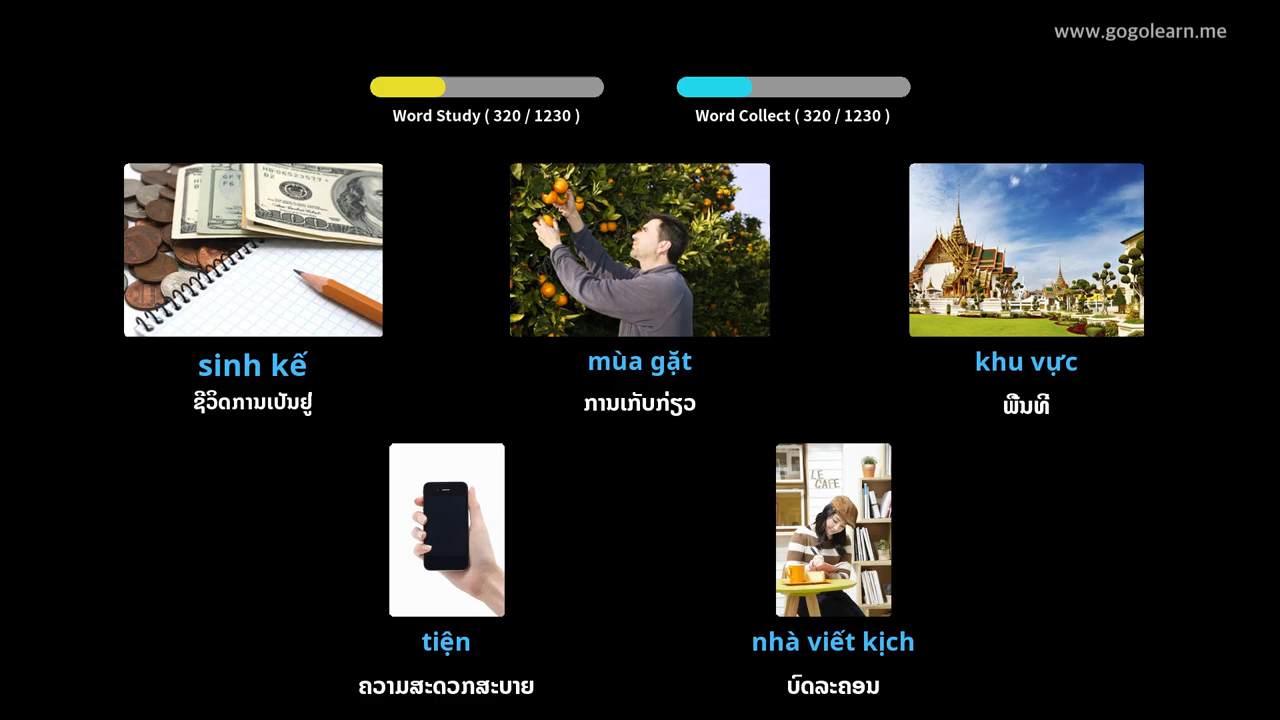 www.gogolearn.me
Word Study ( 320 / 1230 )
Word Collect ( 320 / 1230 )
sinh kế
mùa gặt
khu vực
ຊີວິດການເປັນຢູ່
ການເກັບກ່ຽວ
ພື້ນທີ່
LE
CAFE
tiện
nhà viết kịch
ຄວາມສະດວກສະບາຍ
ບົດລະຄອນ